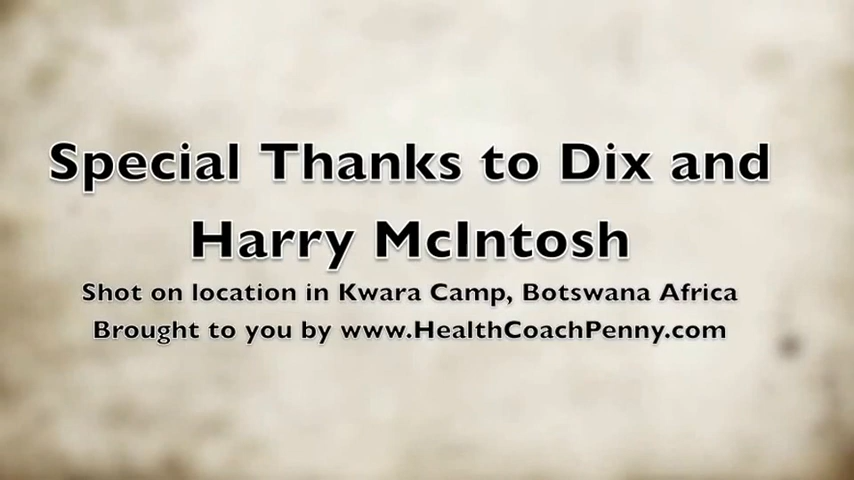 Special Thanks to Dix and
Harry McIntosh
Shot on location in Kwara Camp, Botswana Africa
Brought to you by www.HealthCoachPenny.com